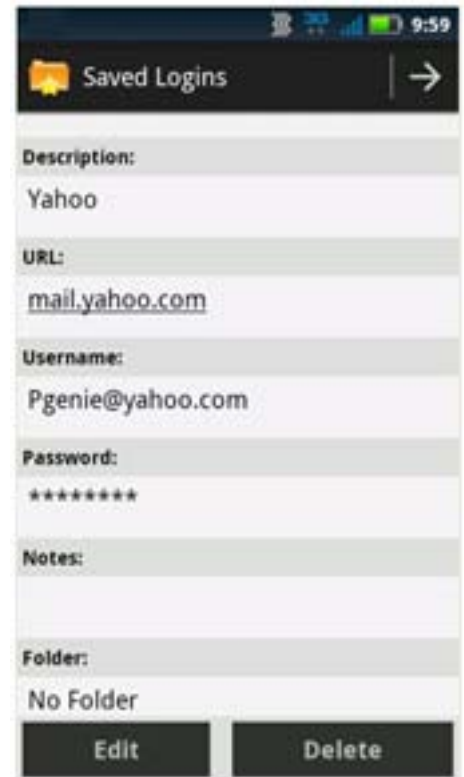 3G 9:59
Saved Logins
Description:
Yahoo
URL:
mail.yahoo.com
Username:
Pgenie@yahoo.com
Password:
********
Notes:
Folder:
No Folder
Edit Delete